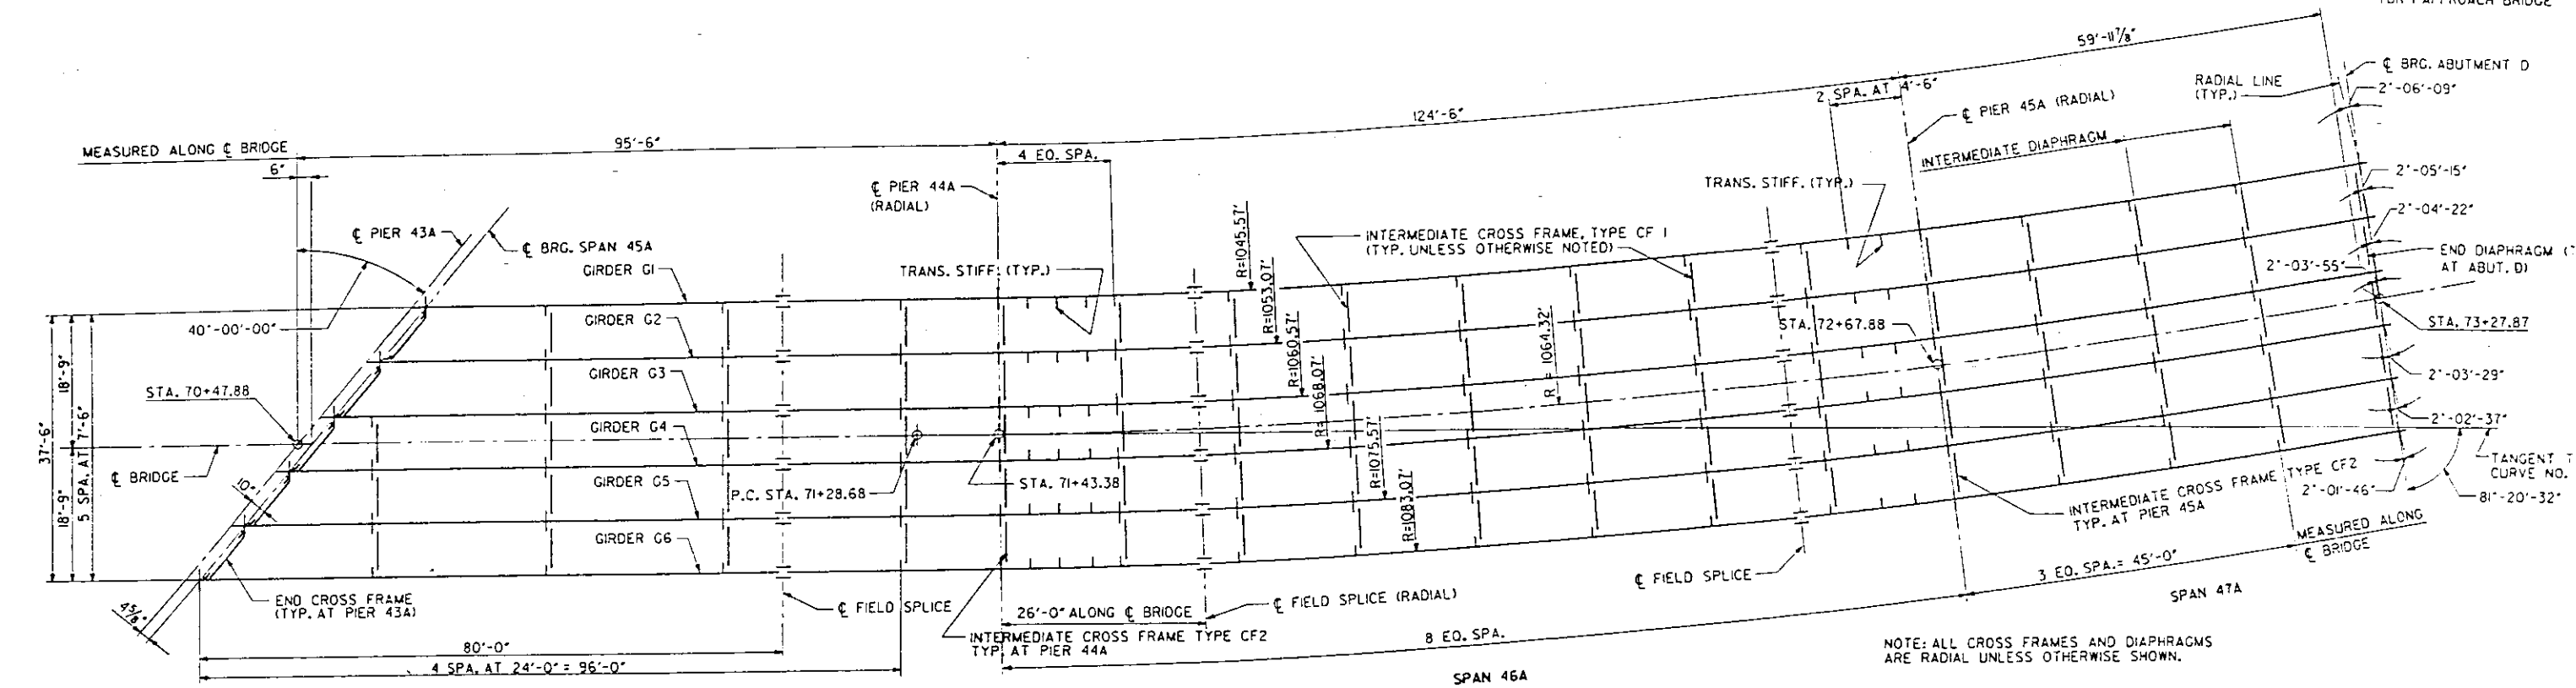 FOR APPROACH BRIDGE
59'-11 7/8"
℄ BRG. ABUTMENT D
RADIAL LINE
(TYP.)
2°-06'-09"
2 SPA. AT 4'-6"
℄ PIER 45A (RADIAL)
124'-6"
INTERMEDIATE DIAPHRAGM
MEASURED ALONG ℄ BRIDGE
95'-6"
6"
4 EQ. SPA.
℄ PIER 44A
(RADIAL)
TRANS. STIFF. (TYP.)
2°-05'-15"
2°-04'-22"
℄ PIER 43A
℄ BRG. SPAN 45A
INTERMEDIATE CROSS FRAME, TYPE CF 1
(TYP. UNLESS OTHERWISE NOTED)
END DIAPHRAGM
AT ABUT. D)
2°-03'-55"
GIRDER G1
TRANS. STIFF. (TYP.)
R=1045.57'
R=1053.07'
R=1060.57'
R=1068.07'
R=1075.57'
R=1083.07'
R = 1064.32'
40°-00'-00"
GIRDER G2
STA. 72+67.88
STA. 73+27.87
GIRDER G3
2°-03'-29"
STA. 70+47.88
37'-6"
18'-9"
18'-9"
5 SPA. AT 7'-6"
GIRDER G4
2°-02'-37"
℄ BRIDGE
10"
GIRDER G5
P.C. STA. 71+28.68
STA. 71+43.38
TANGENT T
CURVE NO.
INTERMEDIATE CROSS FRAME TYPE CF2
TYP. AT PIER 45A
2°-01'-46"
81°-20'-32"
GIRDER G6
MEASURED ALONG
℄ BRIDGE
3 EQ. SPA.= 45'-0"
℄ FIELD SPLICE
SPAN 47A
END CROSS FRAME
(TYP. AT PIER 43A)
4 5/8"
℄ FIELD SPLICE
26'-0" ALONG ℄ BRIDGE
℄ FIELD SPLICE (RADIAL)
INTERMEDIATE CROSS FRAME TYPE CF2
TYP. AT PIER 44A
8 EQ. SPA.
80'-0"
4 SPA. AT 24'-0" = 96'-0"
SPAN 46A
NOTE: ALL CROSS FRAMES AND DIAPHRAGMS
ARE RADIAL UNLESS OTHERWISE SHOWN.